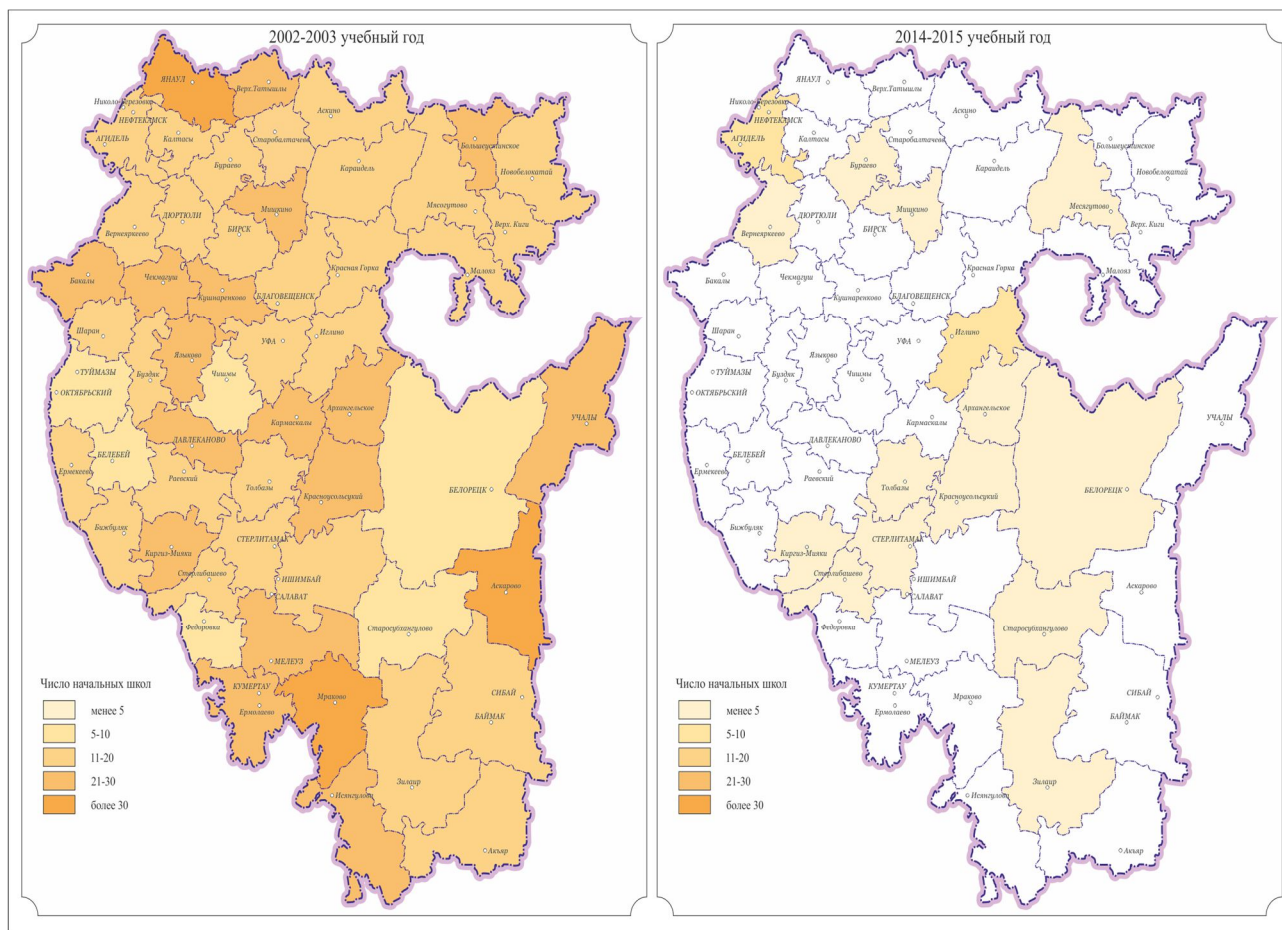 2002-2003 учебный год
ЯНАУЛ
Верх.Татышлы
Николо-Березовка
НЕФТЕКАМСК
Аскино
АГИДЕЛЬ
Калтасы
Старобалтачево
Большеустьикинское
Бураево
Караидель
Новобелокатай
Мишкино
Мясогутово
ДЮРТЮЛИ
Вернеяркеево
БИРСК
Верх. Киги
Бакалы
Чекмагуш
Красная Горка
Малояз
Кушнаренково
БЛАГОВЕЩЕНСК
Шаран
УФА
Иглино
Языково
ТУЙМАЗЫ
Буздяк
Чишмы
ОКТЯБРЬСКИЙ
Архангельское
Кармаскалы
УЧАЛЫ
ДАВЛЕКАНОВО
БЕЛЕБЕЙ
Ермекеево
Раевский
Толбазы
БЕЛОРЕЦК
Красноусольсукий
Бижбуляк
Киргиз-Мияки
СТЕРЛИТАМАК
Стерлибашево
ИШИМБАЙ
Аскарово
САЛАВАТ
Федоровка
Старосубхангулово
МЕЛЕУЗ
Число начальных школ
КУМЕРТАУ
Мраково
СИБАЙ
Ермолаево
БАЙМАК
менее 5
5-10
11-20
21-30
более 30
Зилаир
Исянгулова
Акъяр
2014-2015 учебный год
ЯНАУЛ
Верх.Татышлы
Николо-Березовка
НЕФТЕКАМСК
Аскино
АГИДЕЛЬ
Калтасы
Старобалтачево
Большеустьикинское
Бураево
Караидель
Новобелокатай
Мишкино
Месягутово
ДЮРТЮЛИ
Вернеяркеево
БИРСК
Верх. Киги
Бакалы
Чекмагуш
Красная Горка
Малояз
Кушнаренково
БЛАГОВЕЩЕНСК
Шаран
УФА
Иглино
Языково
ТУЙМАЗЫ
Буздяк
Чишмы
ОКТЯБРЬСКИЙ
Архангельское
Кармаскалы
УЧАЛЫ
ДАВЛЕКАНОВО
БЕЛЕБЕЙ
Ермекеево
Раевский
Толбазы
БЕЛОРЕЦК
Красноусольсукий
Бижбуляк
Киргиз-Мияки
СТЕРЛИТАМАК
Стерлибашево
ИШИМБАЙ
Аскарово
САЛАВАТ
Федоровка
Старосубхангулово
МЕЛЕУЗ
Число начальных школ
КУМЕРТАУ
Мраково
СИБАЙ
Ермолаево
БАЙМАК
менее 5
5-10
11-20
21-30
более 30
Зилаир
Исянгулова
Акъяр